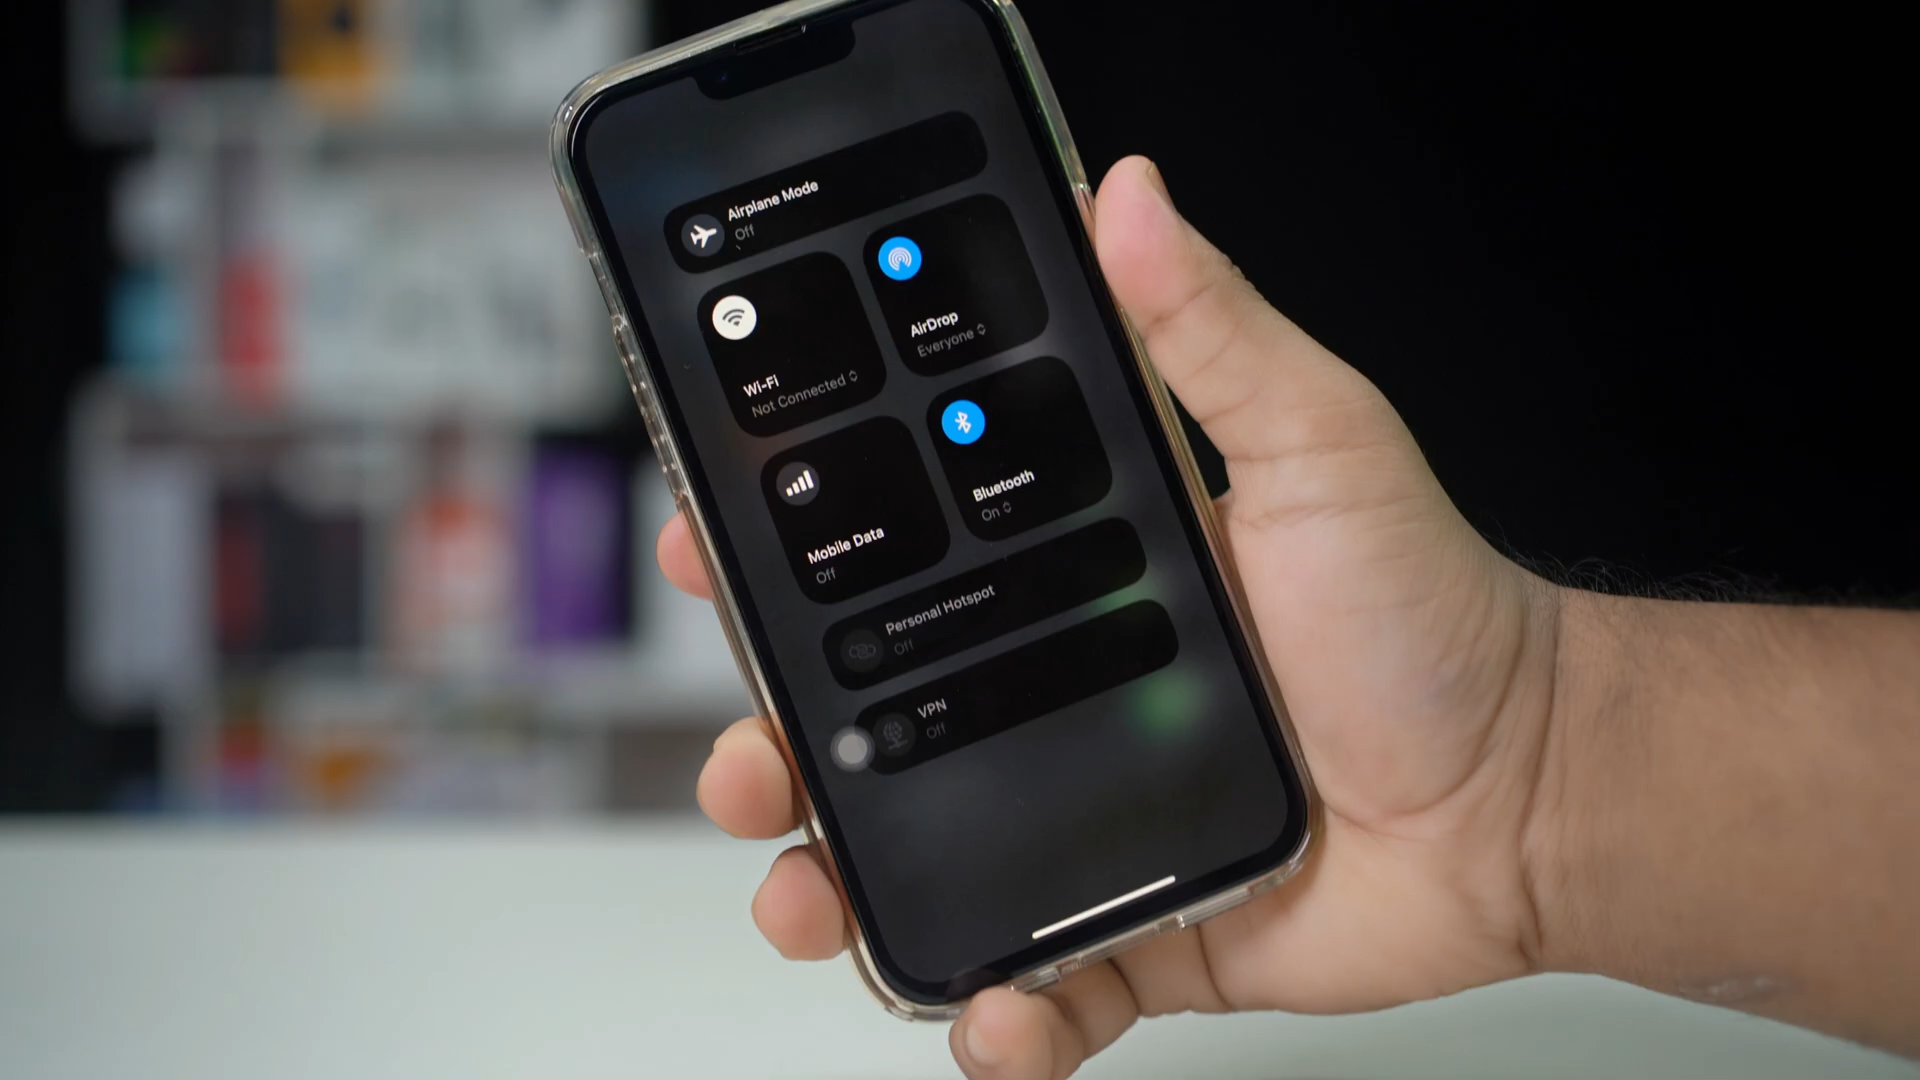 Airplane Mode
Off
Wi-Fi
Not Connected
AirDrop
Everyone
Mobile Data
Off
Bluetooth
On
Personal Hotspot
Off
VPN
Off